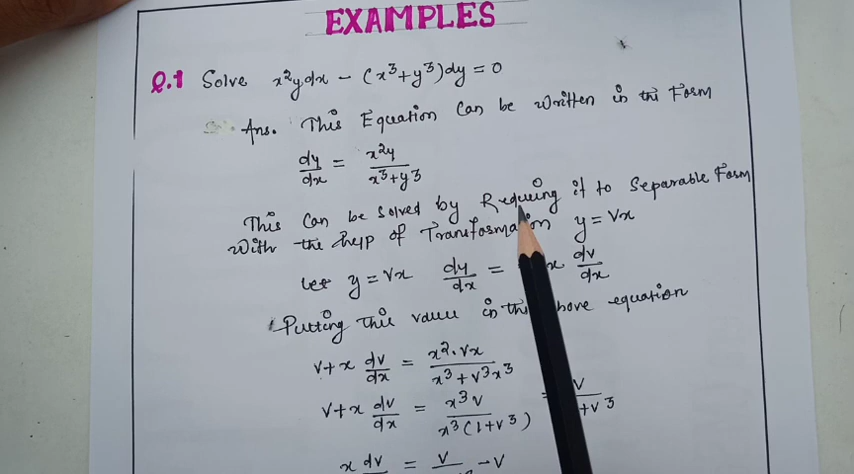 EXAMPLES
Q.1 Solve x²ydx - (x³+y³)dy = 0
Ans. This Equation Can be Written in the Form
dy/dx = x²y / x³+y³
This Can be Solved by Reducing it to Separable Form
With the help of Transformation y = Vx
Let y = Vx dy/dx = x dv/dx
Putting this value in the above equation
V+x dv/dx = x².Vx / x³+V³x³
V+x dv/dx = x³V / x³(1+V³) = V / +V³
x dv/dx = V -V